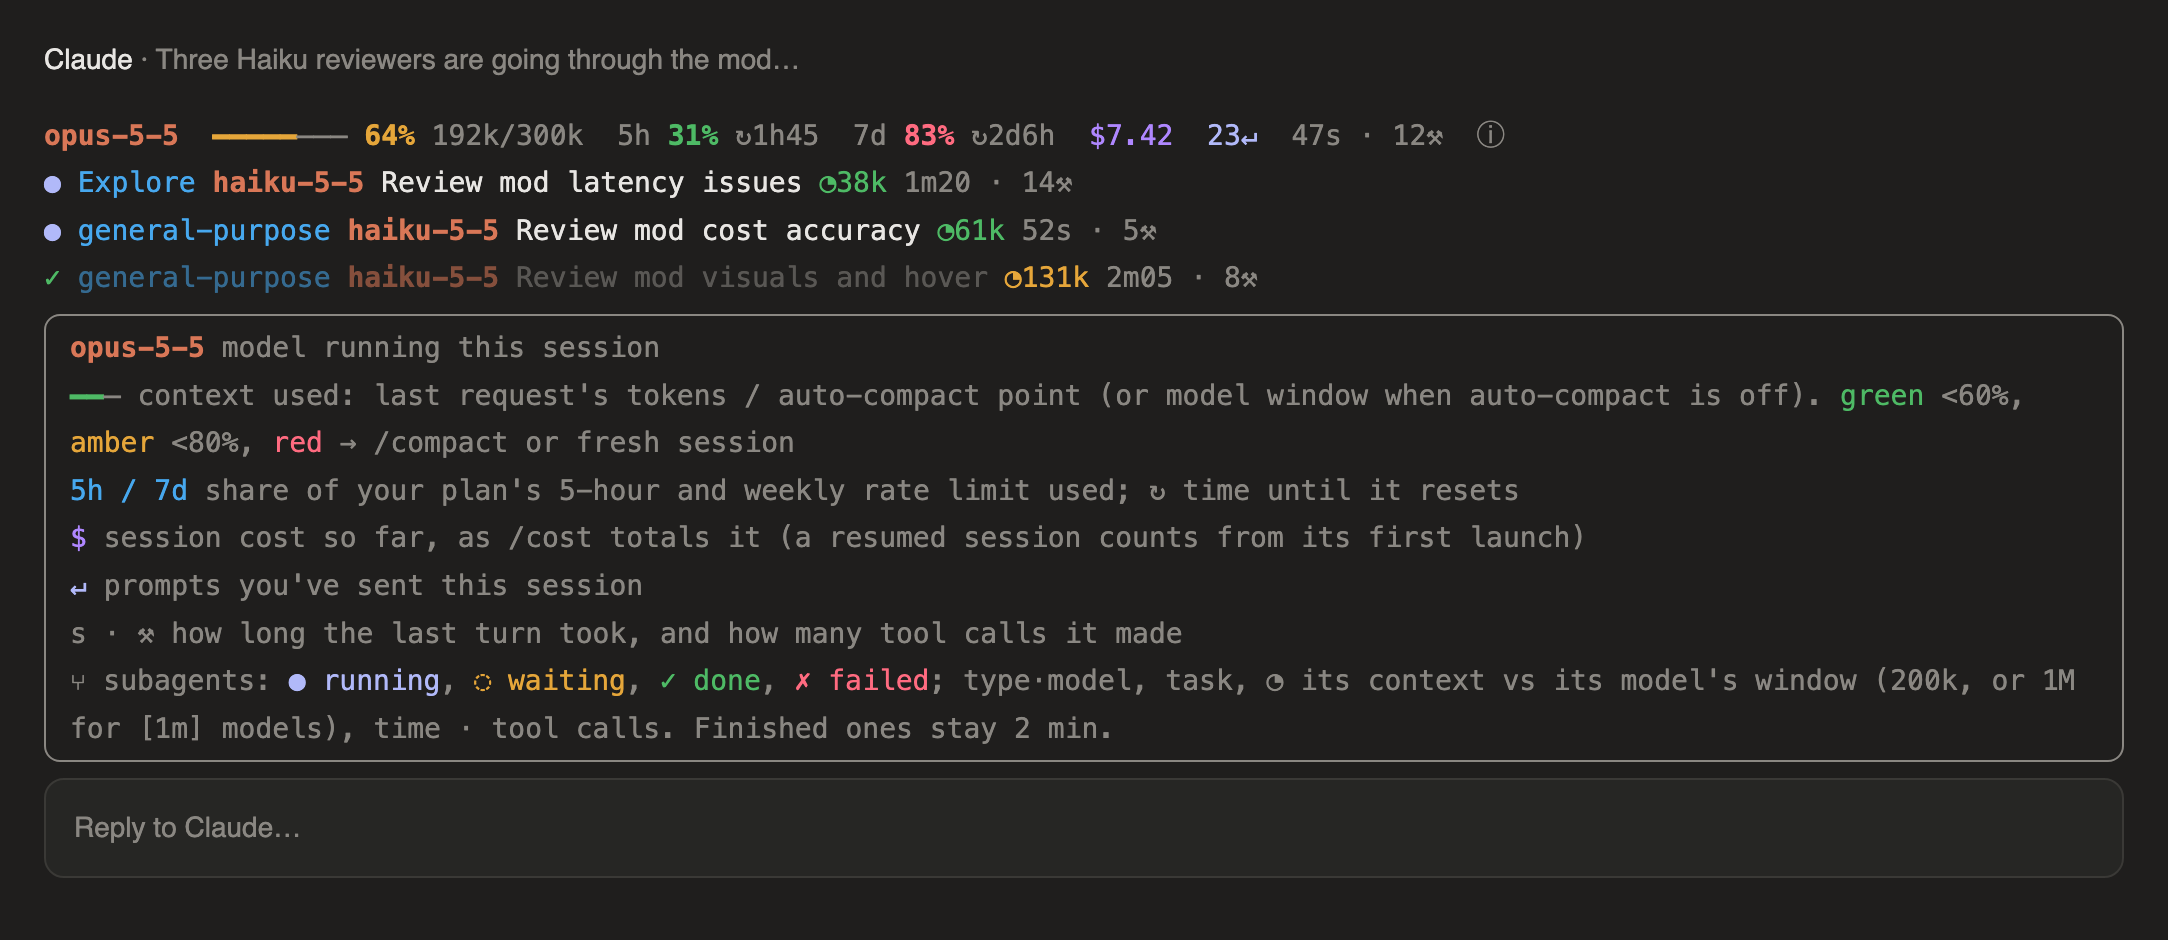 Claude · Three Haiku reviewers are going through the mod…
opus-5-5 64% 192k/300k 5h 31% ↻1h45 7d 83% ↻2d6h $7.42 23↵ 47s · 12⚒ ⓘ
● Explore haiku-5-5 Review mod latency issues ◔38k 1m20 · 14⚒
● general-purpose haiku-5-5 Review mod cost accuracy ◔61k 52s · 5⚒
✓ general-purpose haiku-5-5 Review mod visuals and hover ◔131k 2m05 · 8⚒
opus-5-5 model running this session
━━─ context used: last request's tokens / auto-compact point (or model window when auto-compact is off). green <60%,
amber <80%, red → /compact or fresh session
5h / 7d share of your plan's 5-hour and weekly rate limit used; ↻ time until it resets
$ session cost so far, as /cost totals it (a resumed session counts from its first launch)
↵ prompts you've sent this session
s · ⚒ how long the last turn took, and how many tool calls it made
⑂ subagents: ● running, ◌ waiting, ✓ done, ✗ failed; type·model, task, ◔ its context vs its model's window (200k, or 1M
for [1m] models), time · tool calls. Finished ones stay 2 min.
Reply to Claude…